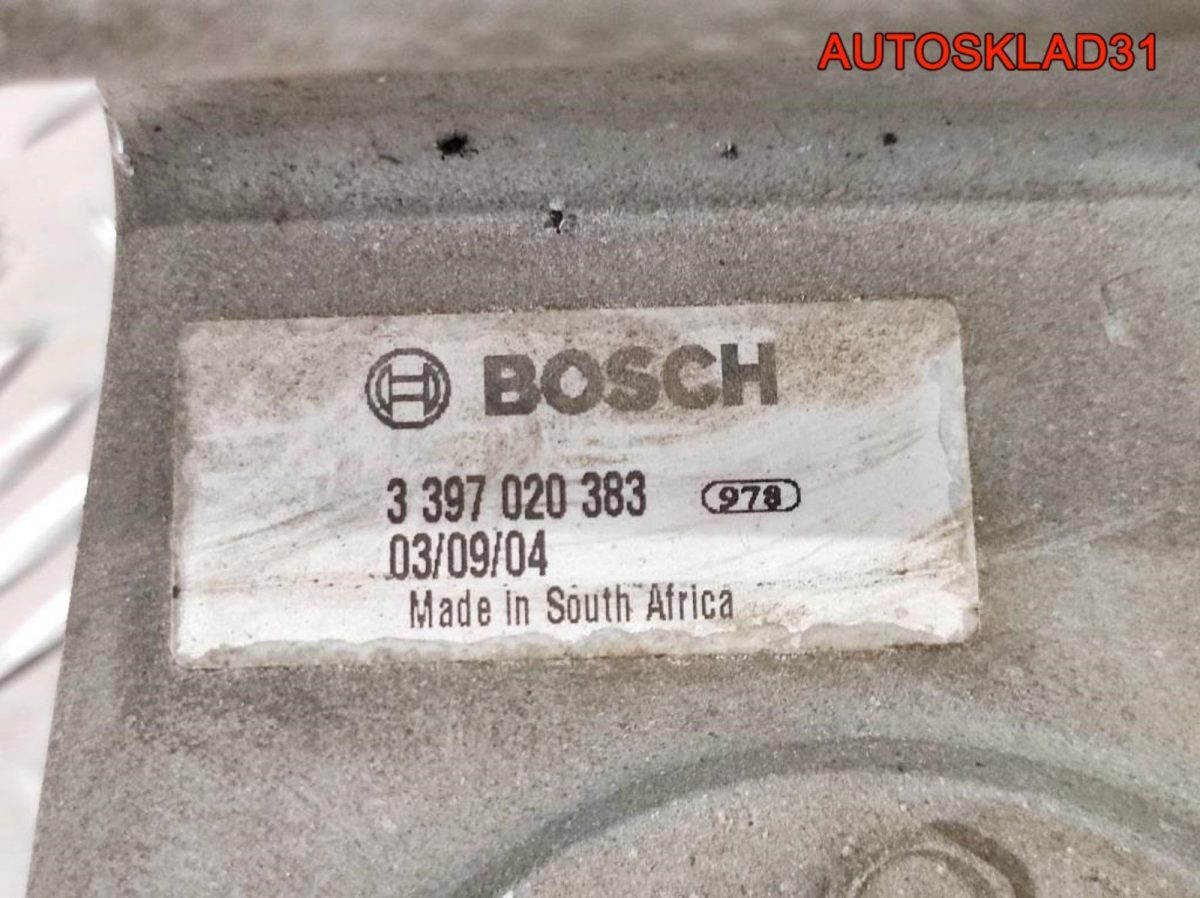 AUTOSKLAD31
BOSCH
3 397 020 383 978
03/09/04
Made in South Africa